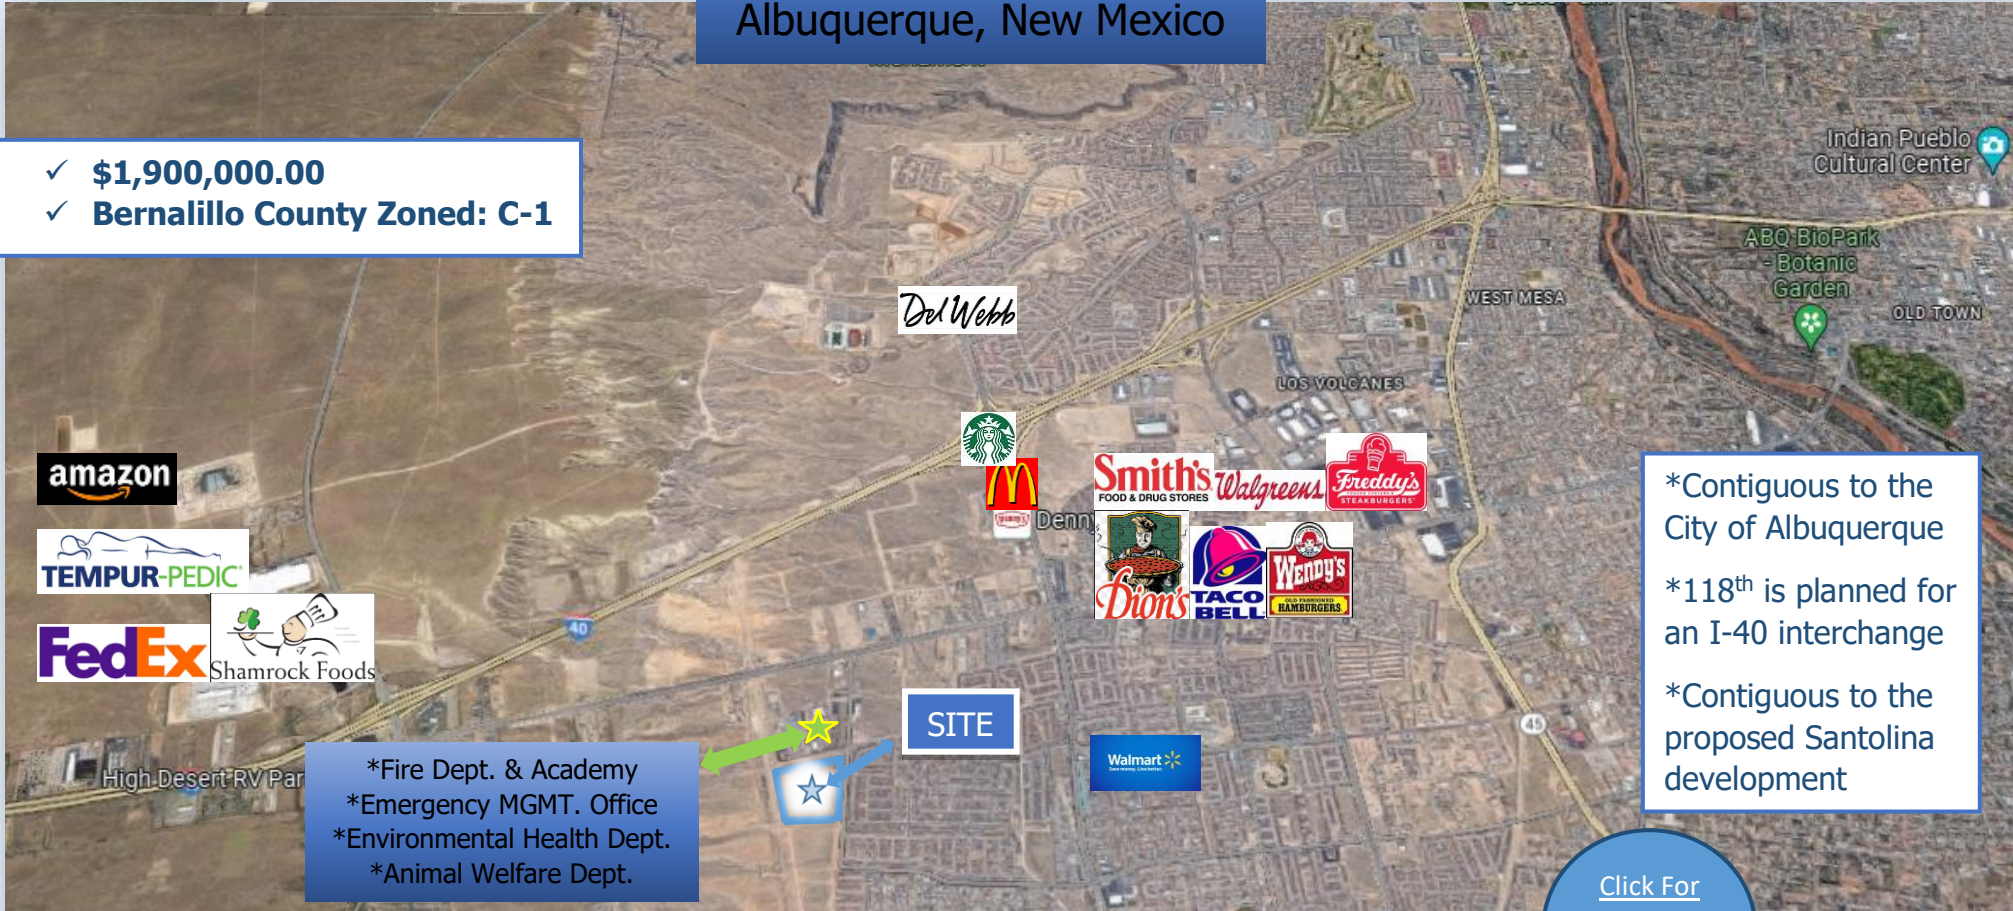 Albuquerque, New Mexico
✓ $1,900,000.00
✓ Bernalillo County Zoned: C-1
Indian Pueblo
Cultural Center
ABQ BioPark
- Botanic
Garden
OLD TOWN
WEST MESA
Del Webb
LOS VOLCANES
amazon
TEMPUR-PEDIC
FedEx
Shamrock Foods
40
Denny
Smith's
FOOD & DRUG STORES
Walgreens
Freddy's
STEAKBURGERS
Dion's
TACO
BELL
WENDY'S
OLD FASHIONED
HAMBURGERS
*Contiguous to the
City of Albuquerque
*118th is planned for
an I-40 interchange
*Contiguous to the
proposed Santolina
development
SITE
45
Walmart
Save money. Live better.
High Desert RV Par
*Fire Dept. & Academy
*Emergency MGMT. Office
*Environmental Health Dept.
*Animal Welfare Dept.
Click For